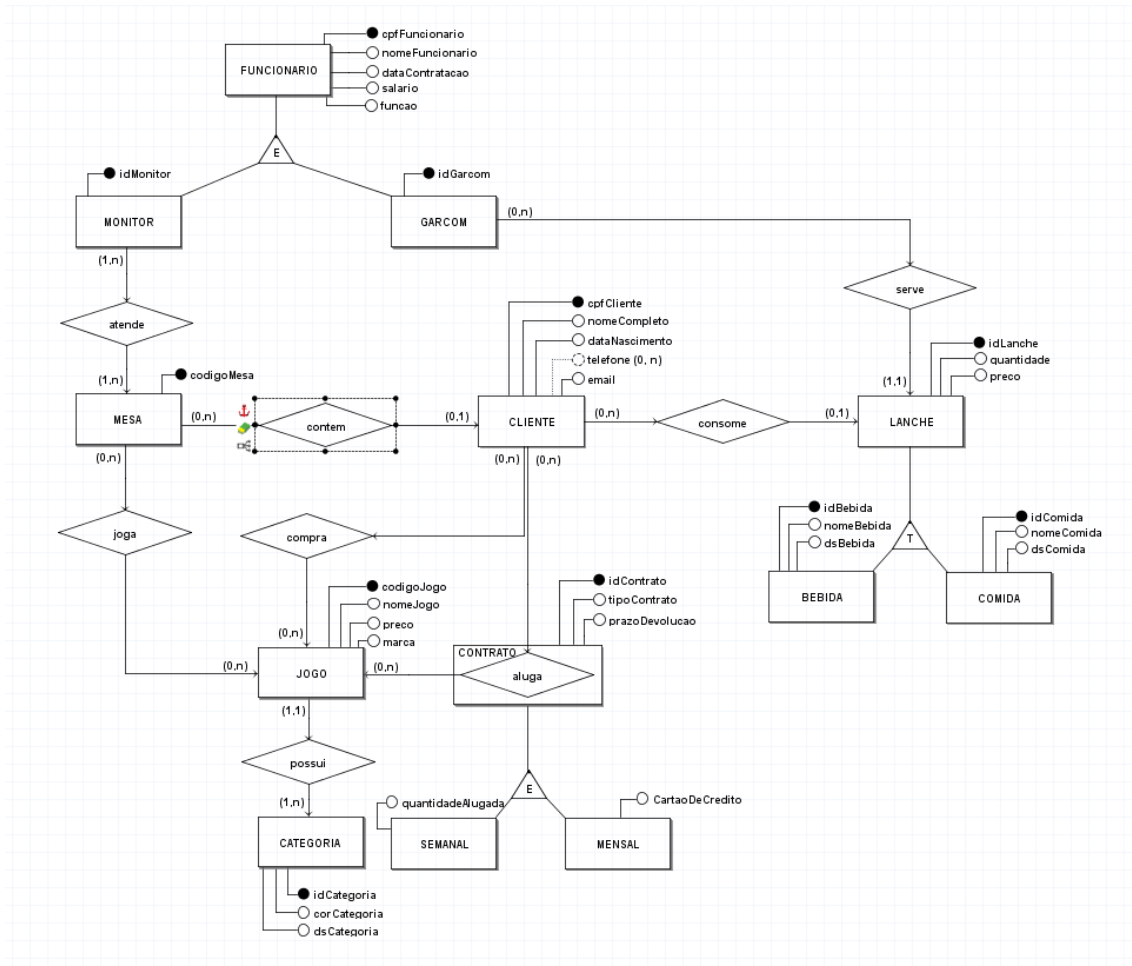 cpfFuncionario
nomeFuncionario
FUNCIONARIO
dataContratacao
salario
funcao
E
idMonitor
idGarcom
MONITOR
GARCOM
(0,n)
(1,n)
serve
cpfCliente
nomeCompleto
atende
dataNascimento
idLanche
telefone (0, n)
quantidade
(1,n)
codigoMesa
email
(1,1)
preco
MESA
(0,n)
contem
(0,1)
CLIENTE
(0,n)
consome
(0,1)
LANCHE
(0,n)
(0,n)
(0,n)
idBebida
idComida
nomeBebida
nomeComida
joga
compra
T
dsBebida
dsComida
codigoJogo
idContrato
BEBIDA
COMIDA
nomeJogo
tipoContrato
preco
prazoDevolucao
(0,n)
marca
CONTRATO
(0,n)
JOGO
(0,n)
aluga
(1,1)
possui
E
(1,n)
quantidadeAlugada
CartaoDeCredito
CATEGORIA
SEMANAL
MENSAL
idCategoria
corCategoria
dsCategoria